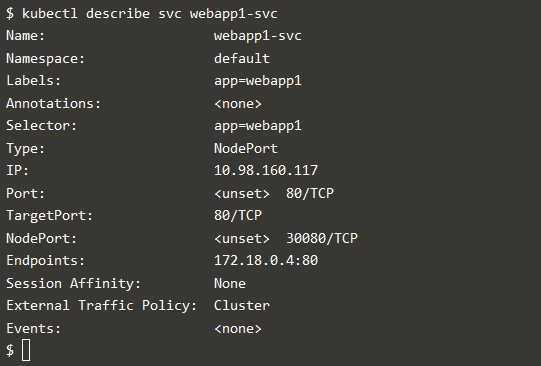 $ kubectl describe svc webapp1-svc
Name:                     webapp1-svc
Namespace:                default
Labels:                   app=webapp1
Annotations:              <none>
Selector:                 app=webapp1
Type:                     NodePort
IP:                       10.98.160.117
Port:                     <unset>  80/TCP
TargetPort:               80/TCP
NodePort:                 <unset>  30080/TCP
Endpoints:                172.18.0.4:80
Session Affinity:         None
External Traffic Policy:  Cluster
Events:                   <none>
$